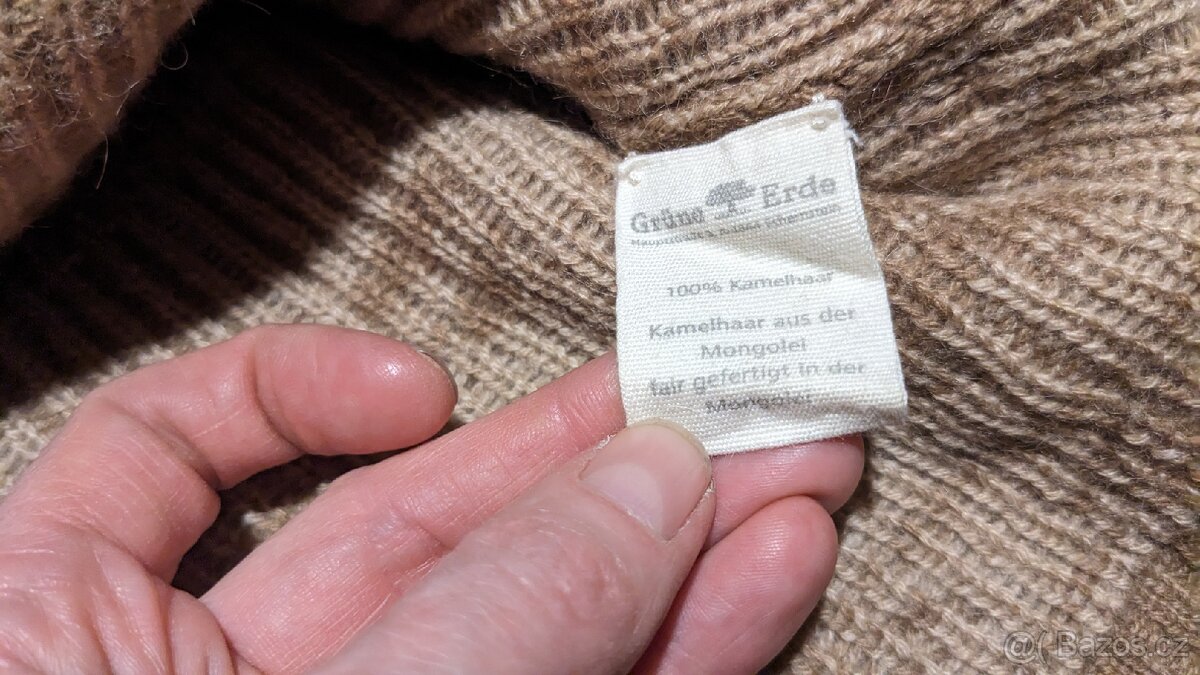 Grüne Erde
100% Kamelhaar
Kamelhaar aus der
Mongolei
fair gefertigt in der
Mongolei
@( Bazos.cz